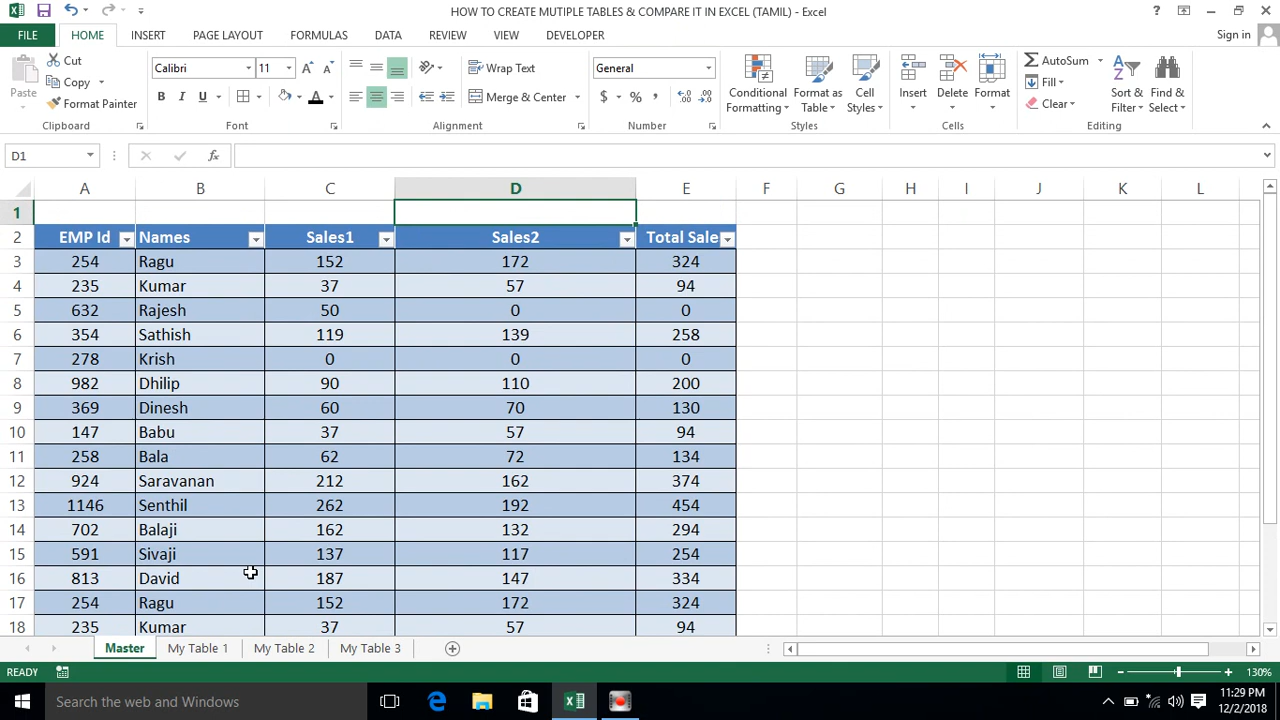 HOW TO CREATE MUTIPLE TABLES & COMPARE IT IN EXCEL (TAMIL) - Excel
FILE HOME INSERT PAGE LAYOUT FORMULAS DATA REVIEW VIEW DEVELOPER Sign in
Paste Cut Copy Format Painter Clipboard
Calibri 11 B I U A Font
Wrap Text Merge & Center Alignment
General $ % , Number
Conditional Formatting Format as Table Cell Styles Styles
Insert Delete Format Cells
AutoSum Fill Clear Sort & Filter Find & Select Editing
D1 fx
A B C D E F G H I J K L
1
2 EMP Id Names Sales1 Sales2 Total Sale
3 254 Ragu 152 172 324
4 235 Kumar 37 57 94
5 632 Rajesh 50 0 0
6 354 Sathish 119 139 258
7 278 Krish 0 0 0
8 982 Dhilip 90 110 200
9 369 Dinesh 60 70 130
10 147 Babu 37 57 94
11 258 Bala 62 72 134
12 924 Saravanan 212 162 374
13 1146 Senthil 262 192 454
14 702 Balaji 162 132 294
15 591 Sivaji 137 117 254
16 813 David 187 147 334
17 254 Ragu 152 172 324
18 235 Kumar 37 57 94
Master My Table 1 My Table 2 My Table 3
READY 130%
Search the web and Windows 11:29 PM
12/2/2018